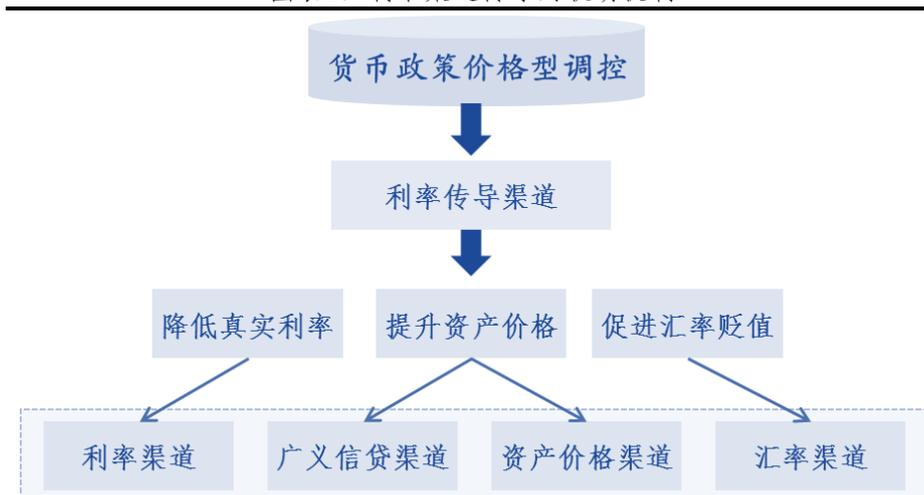 货币政策价格型调控
利率传导渠道
降低真实利率
提升资产价格
促进汇率贬值
利率渠道
广义信贷渠道
资产价格渠道
汇率渠道